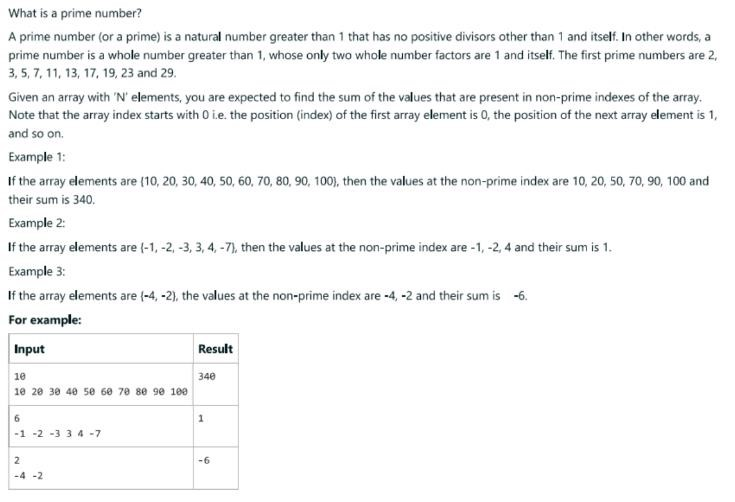 What is a prime number?
A prime number (or a prime) is a natural number greater than 1 that has no positive divisors other than 1 and itself. In other words, a
prime number is a whole number greater than 1, whose only two whole number factors are 1 and itself. The first prime numbers are 2,
3, 5, 7, 11, 13, 17, 19, 23 and 29.
Given an array with 'N' elements, you are expected to find the sum of the values that are present in non-prime indexes of the array.
Note that the array index starts with 0 i.e. the position (index) of the first array element is 0, the position of the next array element is 1,
and so on.
Example 1:
If the array elements are {10, 20, 30, 40, 50, 60, 70, 80, 90, 100}, then the values at the non-prime index are 10, 20, 50, 70, 90, 100 and
their sum is 340.
Example 2:
If the array elements are {-1, -2, -3, 3, 4, -7}, then the values at the non-prime index are -1, -2, 4 and their sum is 1.
Example 3:
If the array elements are {-4, -2}, the values at the non-prime index are -4, -2 and their sum is -6.
For example:
Input Result
10 340
10 20 30 40 50 60 70 80 90 100
6 1
-1 -2 -3 3 4 -7
2 -6
-4 -2